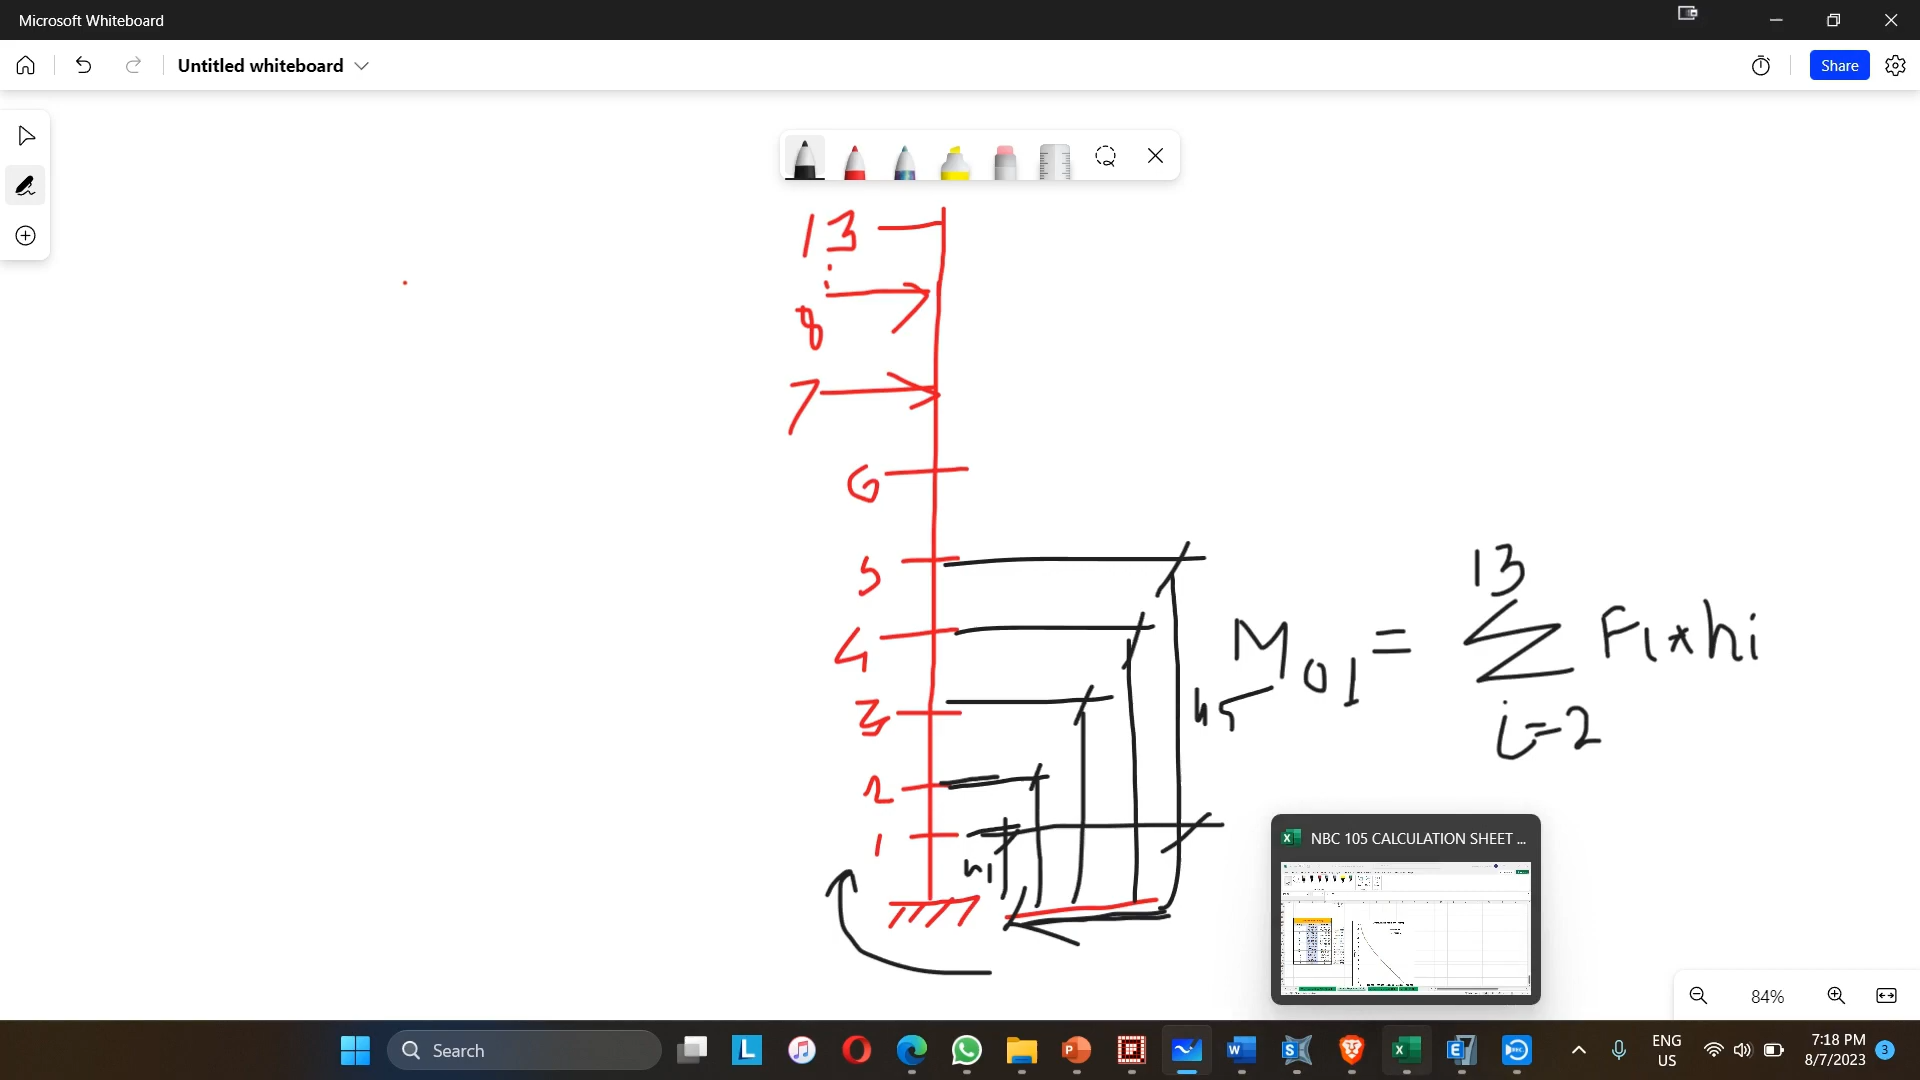 Microsoft Whiteboard
Untitled whiteboard
Share
13
8
7
6
5
4
3
2
1
h1
h5
13
M01 = Σ Fi*hi
i=2
NBC 105 CALCULATION SHEET ...
84%
Search
ENG
US
7:18 PM
8/7/2023
3